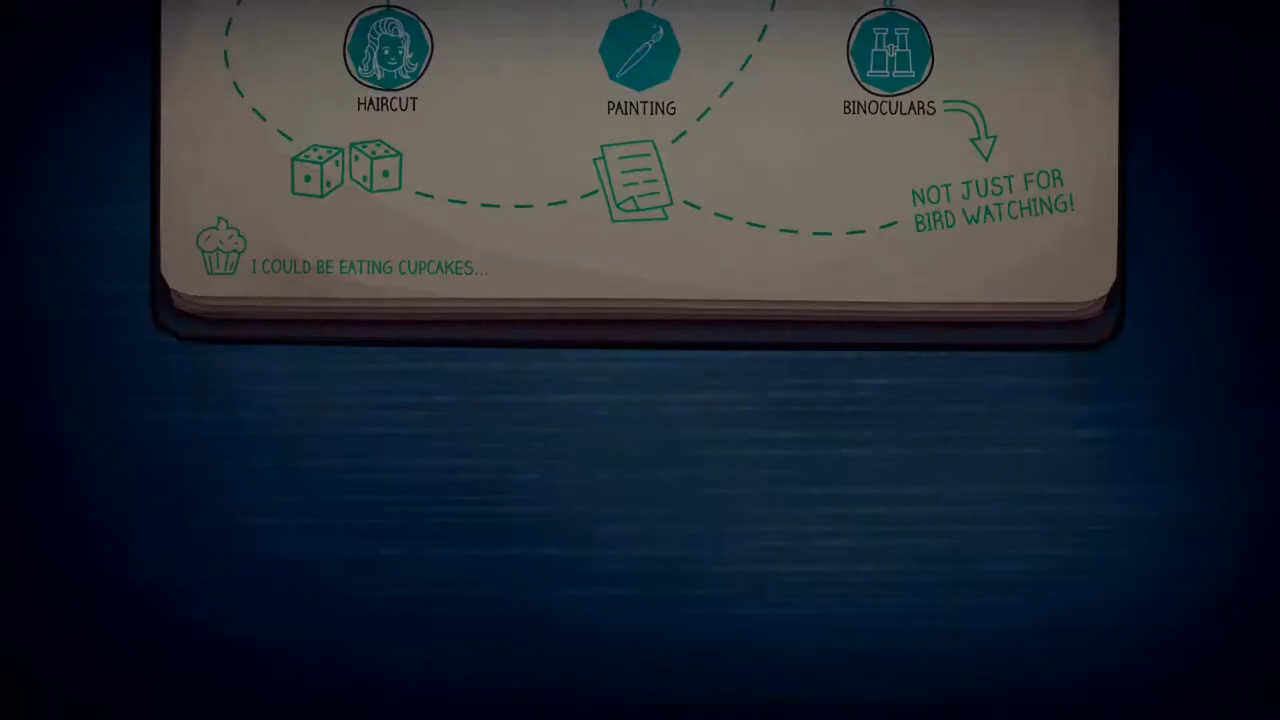 HAIRCUT
PAINTING
BINOCULARS
NOT JUST FOR
BIRD WATCHING!
I COULD BE EATING CUPCAKES...